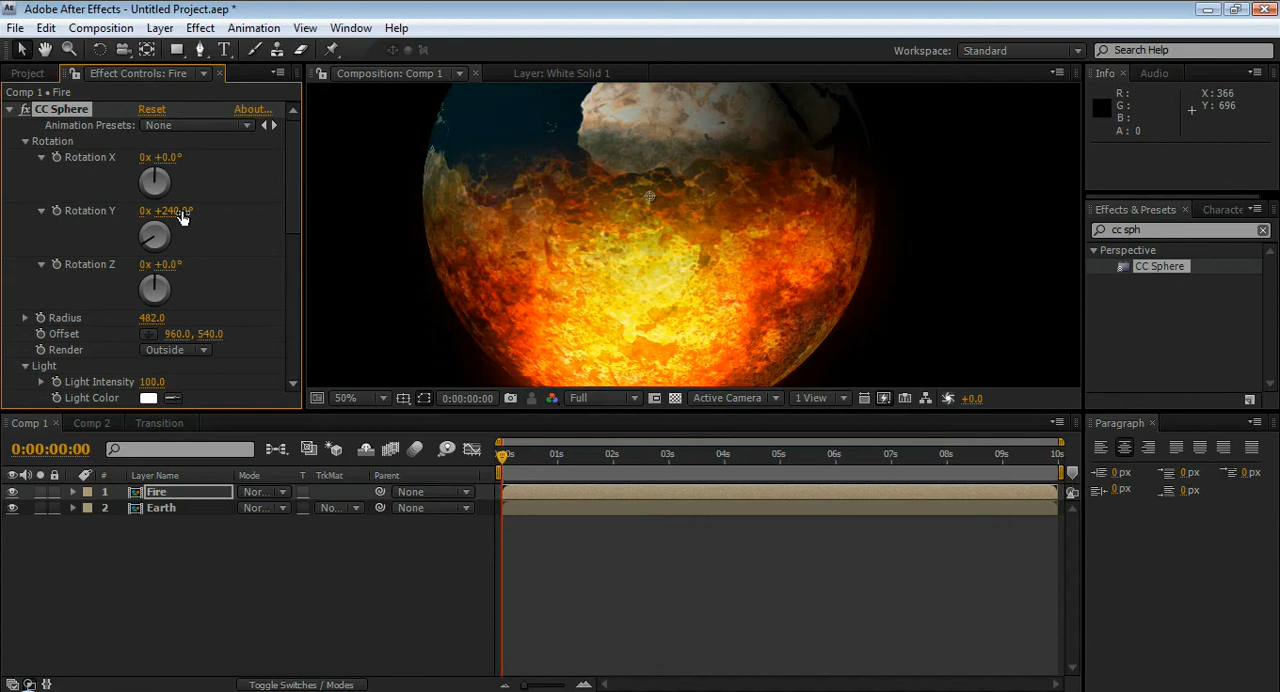 Adobe After Effects - Untitled Project.aep *
File Edit Composition Layer Effect Animation View Window Help
Workspace: Standard Search Help
Project Effect Controls: Fire Composition: Comp 1 Layer: White Solid 1 Info Audio
Comp 1 • Fire
fx CC Sphere Reset About...
Animation Presets: None
Rotation
Rotation X 0x +0.0°
Rotation Y 0x +240.0°
Rotation Z 0x +0.0°
Radius 482.0
Offset 960.0, 540.0
Render Outside
Light
Light Intensity 100.0
Light Color
R: X: 366
G: Y: 696
B:
A: 0
Effects & Presets Characte
cc sph
Perspective
CC Sphere
50% 0:00:00:00 Full Active Camera 1 View +0.0
Comp 1 Comp 2 Transition
0:00:00:00
01s 02s 03s 04s 05s 06s 07s 08s 09s 10s
# Layer Name Mode T TrkMat Parent
1 Fire Nor... None
2 Earth Nor... No... None
Toggle Switches / Modes
Paragraph
0 px 0 px 0 px
0 px 0 px